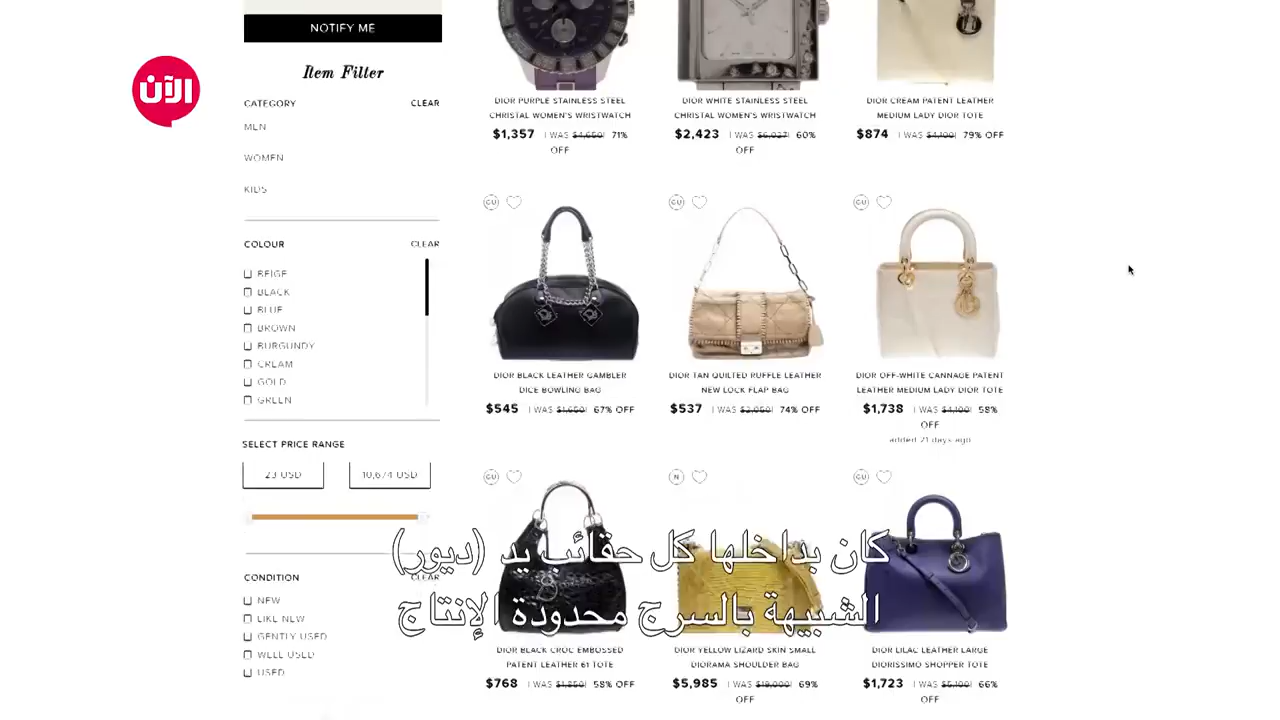 NOTIFY ME
الآن
Item Filter
CATEGORY CLEAR
MEN
WOMEN
KIDS
COLOUR CLEAR
BEIGE
BLACK
BLUE
BROWN
BURGUNDY
CREAM
GOLD
GREEN
SELECT PRICE RANGE
23 USD 10,674 USD
CONDITION CLEAR
NEW
LIKE NEW
GENTLY USED
WELL USED
USED
DIOR PURPLE STAINLESS STEEL
CHRISTAL WOMEN'S WRISTWATCH
$1,357 | WAS $4,650! 71%
OFF
DIOR WHITE STAINLESS STEEL
CHRISTAL WOMEN'S WRISTWATCH
$2,423 | WAS $6,027! 60%
OFF
DIOR CREAM PATENT LEATHER
MEDIUM LADY DIOR TOTE
$874 | WAS $4,100! 79% OFF
GU
GU
GU
DIOR BLACK LEATHER GAMBLER
DICE BOWLING BAG
$545 | WAS $1,650! 67% OFF
DIOR TAN QUILTED RUFFLE LEATHER
NEW LOCK FLAP BAG
$537 | WAS $2,050! 74% OFF
DIOR OFF-WHITE CANNAGE PATENT
LEATHER MEDIUM LADY DIOR TOTE
$1,738 | WAS $4,100! 58%
OFF
added 21 days ago
GU
N
GU
DIOR BLACK CROC EMBOSSED
PATENT LEATHER 61 TOTE
$768 | WAS $1,850! 58% OFF
DIOR YELLOW LIZARD SKIN SMALL
DIORAMA SHOULDER BAG
$5,985 | WAS $19,000! 69%
OFF
DIOR LILAC LEATHER LARGE
DIORISSIMO SHOPPER TOTE
$1,723 | WAS $5,100! 66%
OFF
كان بداخلها كل حقائب يد (ديور)
الشبيهة بالسرج محدودة الإنتاج